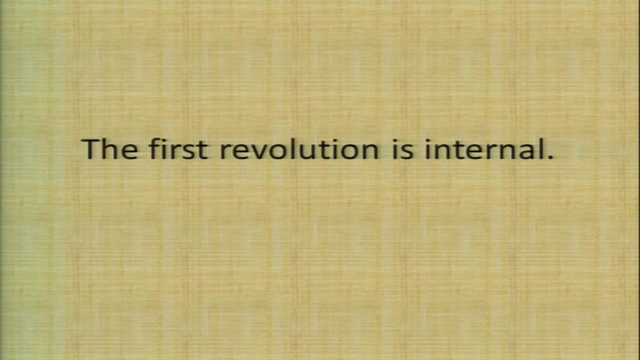 The first revolution is internal.